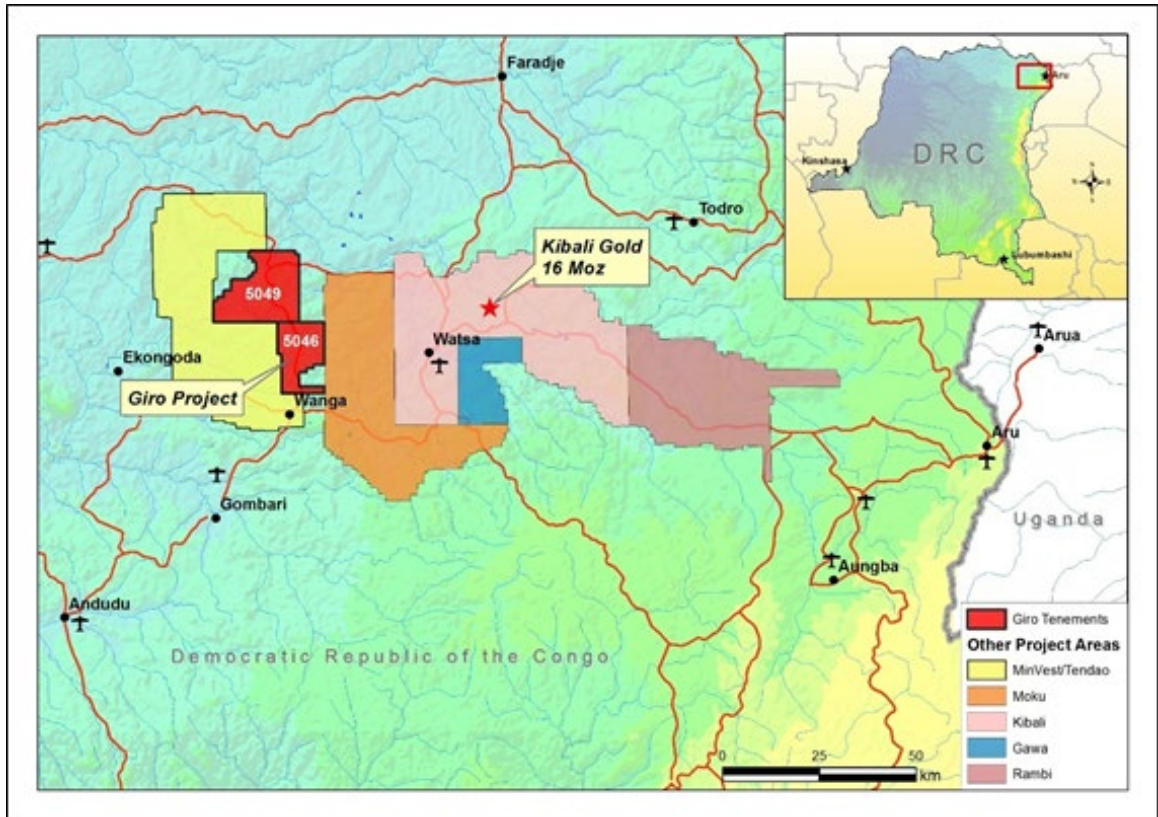 Faradje
Todro
Kibali Gold
16 Moz
5049
5046
Watsa
Ekongoda
Giro Project
Wanga
Gombari
Andudu
Arua
Aru
Uganda
Aungba
Democratic Republic of the Congo
Aru
DRC
Kinshasa
Lubumbashi
N
S
Giro Tenements
Other Project Areas
MinVest/Tendao
Moku
Kibali
Gawa
Rambi
0 25 50
km